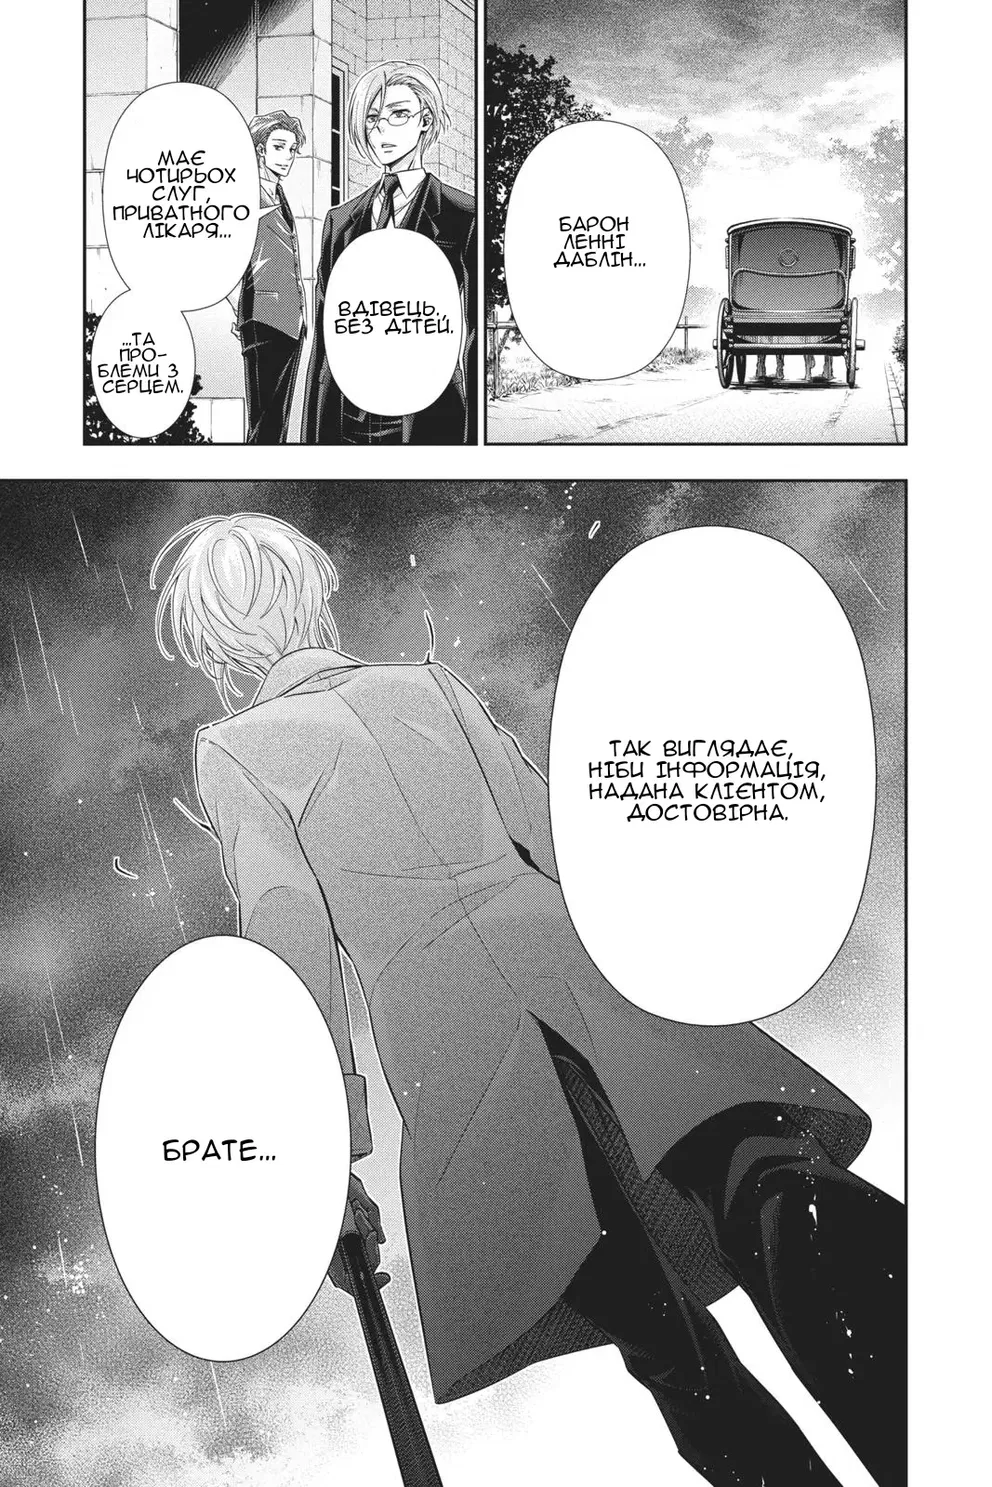 БАРОН
ЛЕННІ
ДАБЛІН...
ВДІВЕЦЬ.
БЕЗ ДІТЕЙ.
МАЄ
ЧОТИРЬОХ
СЛУГ,
ПРИВАТНОГО
ЛІКАРЯ...
...ТА
ПРО-
БЛЕМИ З
СЕРЦЕМ.
ТАК ВИГЛЯДАЄ,
НІБИ ІНФОРМАЦІЯ,
НАДАНА КЛІЄНТОМ,
ДОСТОВІРНА.
БРАТЕ...